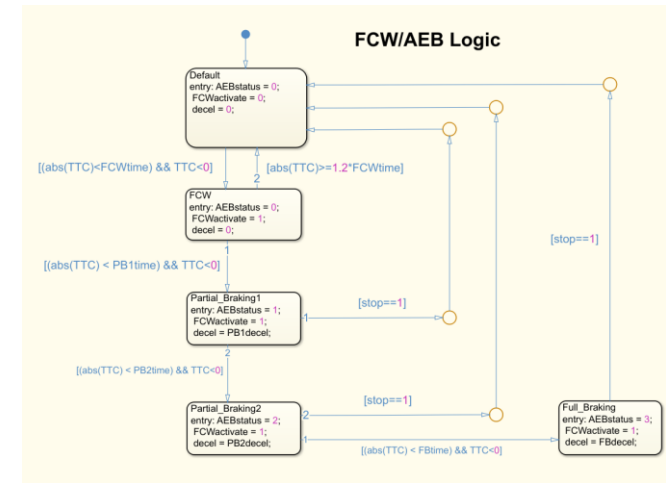 FCW/AEB Logic
Default
entry: AEBstatus = 0;
FCWactivate = 0;
decel = 0;
[(abs(TTC)<FCWtime) && TTC<0]
[abs(TTC)>=1.2*FCWtime]
2
FCW
entry: AEBstatus = 0;
FCWactivate = 1;
decel = 0;
1
[(abs(TTC) < PB1time) && TTC<0]
[stop==1]
Partial_Braking1
entry: AEBstatus = 1;
FCWactivate = 1;
decel = PB1decel;
1
[stop==1]
2
[(abs(TTC) < PB2time) && TTC<0]
Partial_Braking2
entry: AEBstatus = 2;
FCWactivate = 1;
decel = PB2decel;
2
[stop==1]
1
[(abs(TTC) < FBtime) && TTC<0]
Full_Braking
entry: AEBstatus = 3;
FCWactivate = 1;
decel = FBdecel;